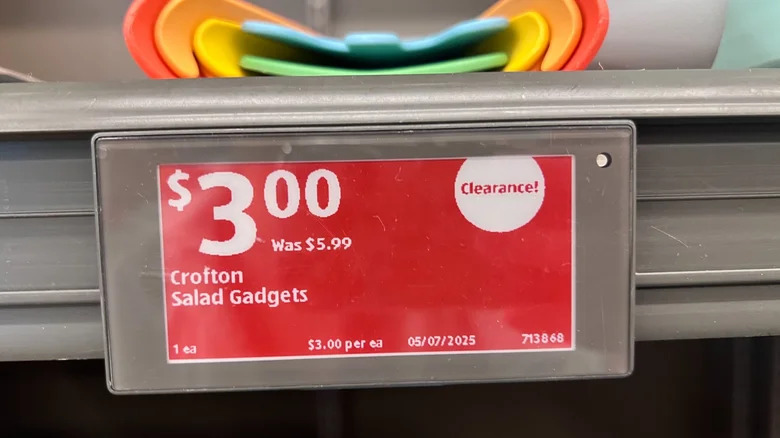 $3.00
Clearance!
Was $5.99
Crofton
Salad Gadgets
1 ea $3.00 per ea 05/07/2025 713868